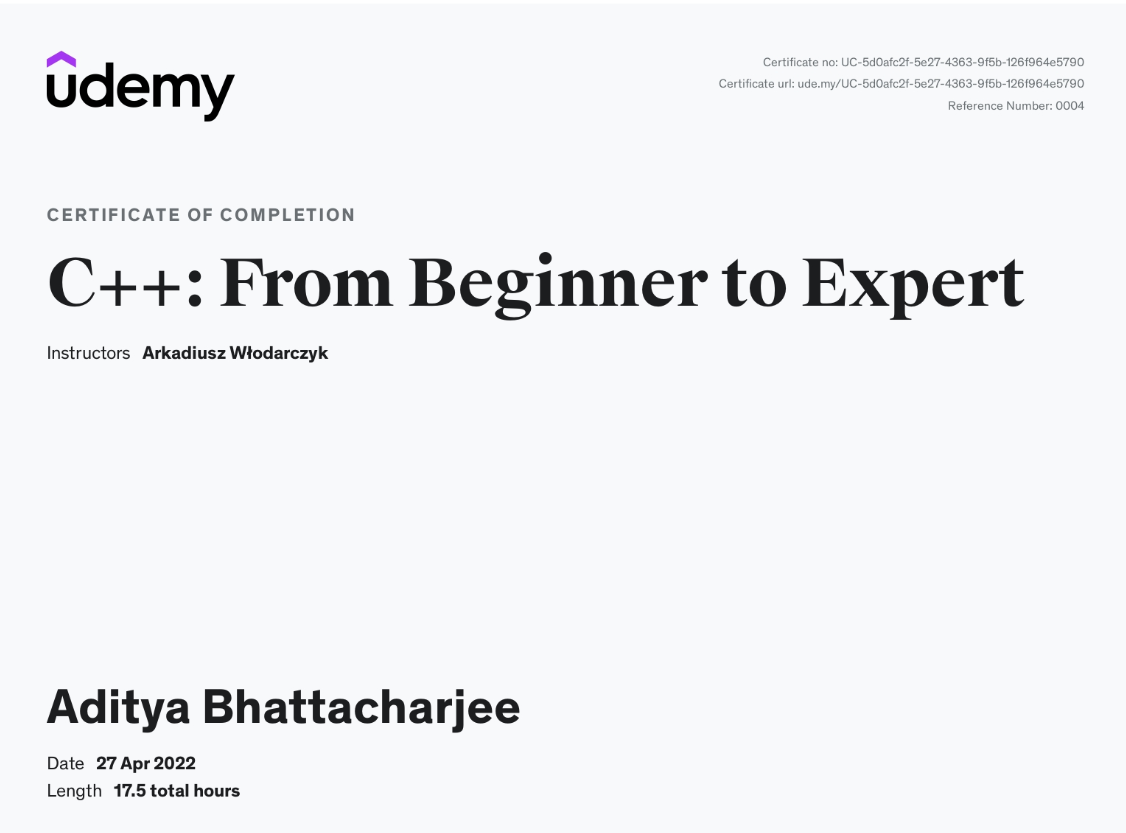 udemy
Certificate no: UC-5d0afc2f-5e27-4363-9f5b-126f964e5790
Certificate url: ude.my/UC-5d0afc2f-5e27-4363-9f5b-126f964e5790
Reference Number: 0004
CERTIFICATE OF COMPLETION
C++: From Beginner to Expert
Instructors Arkadiusz Włodarczyk
Aditya Bhattacharjee
Date 27 Apr 2022
Length 17.5 total hours